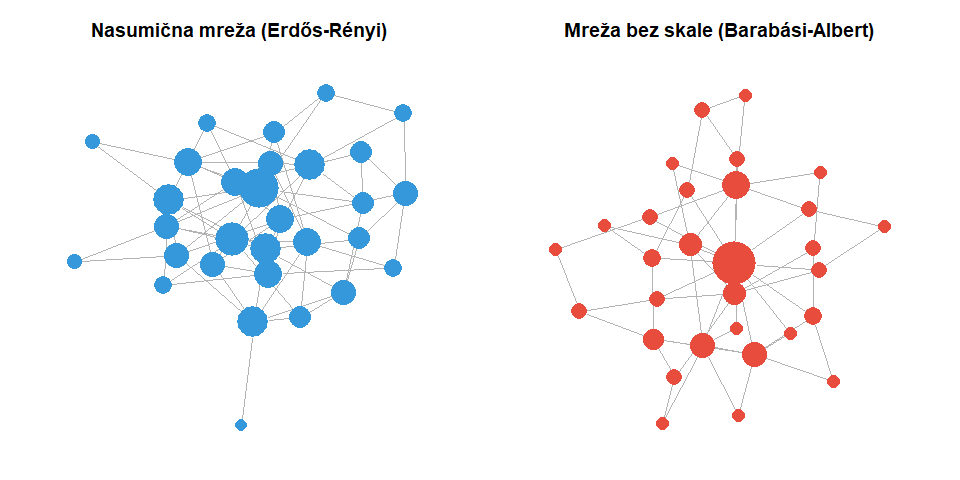 Nasumična mreža (Erdős-Rényi)
Mreža bez skale (Barabási-Albert)